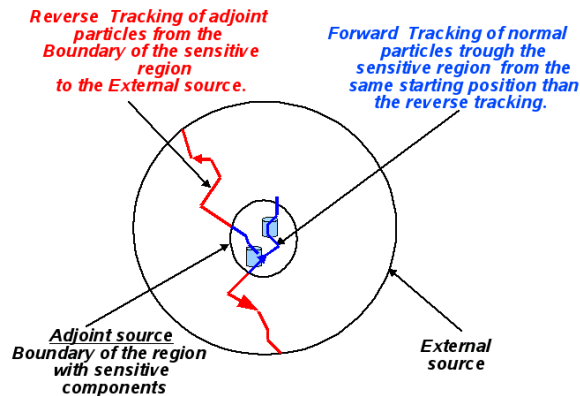 Reverse Tracking of adjoint
particles from the
Boundary of the sensitive
region
to the External source.
Forward Tracking of normal
particles trough the
sensitive region from the
same starting position than
the reverse tracking.
Adjoint source
Boundary of the region
with sensitive
components
External
source